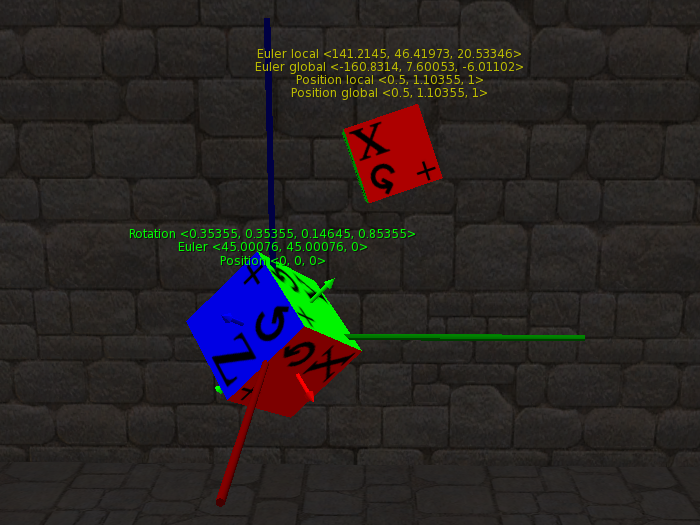 Euler local <141.2145, 46.41973, 20.53346>
Euler global <-160.8314, 7.60053, -6.01102>
Position local <0.5, 1.10355, 1>
Position global <0.5, 1.10355, 1>
X
+
Rotation <0.35355, 0.35355, 0.14645, 0.85355>
Euler <45.00076, 45.00076, 0>
Position <0, 0, 0>
+
Z
X